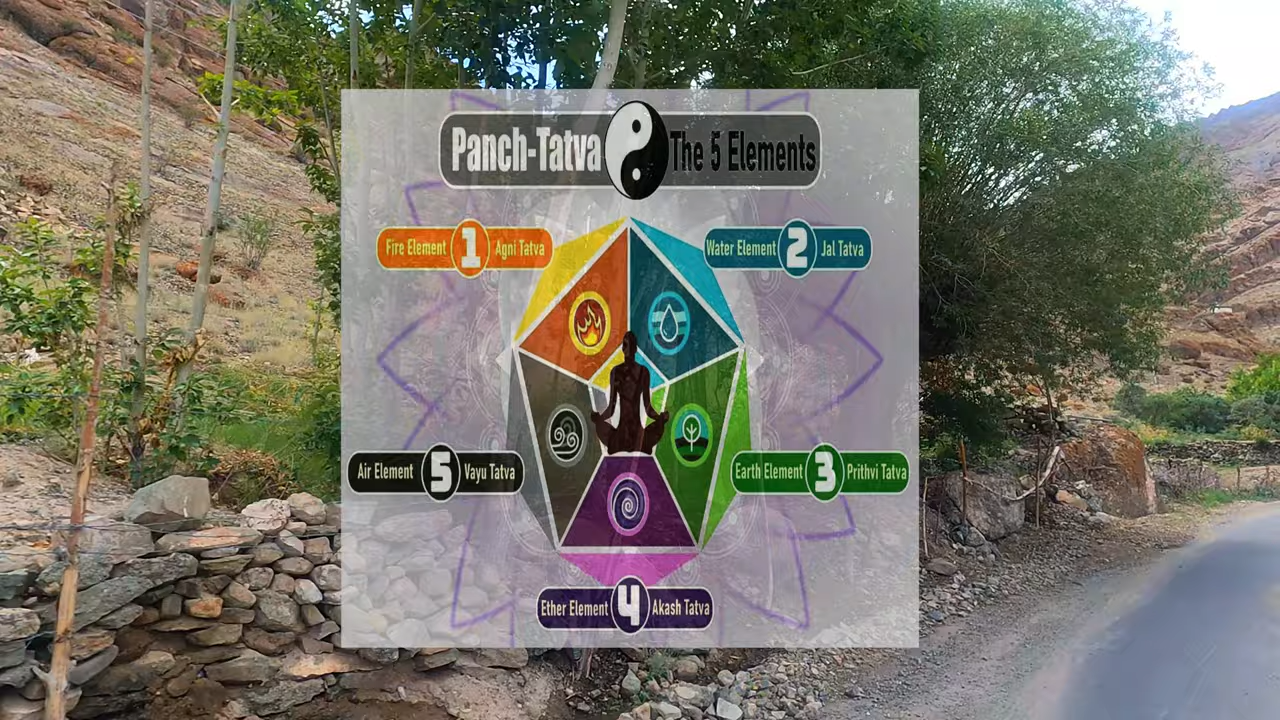 Panch-Tatva The 5 Elements
Fire Element 1 Agni Tatva
Water Element 2 Jal Tatva
Air Element 5 Vayu Tatva
Earth Element 3 Prithvi Tatva
Ether Element 4 Akash Tatva